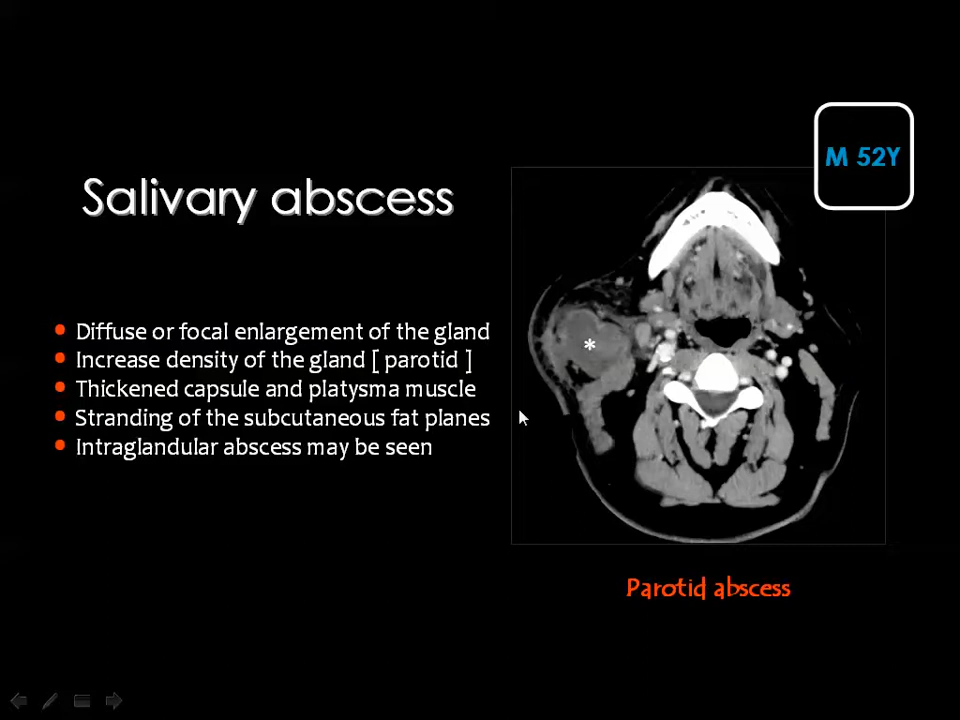 M 52Y
Salivary abscess
Diffuse or focal enlargement of the gland
Increase density of the gland [ parotid ]
Thickened capsule and platysma muscle
Stranding of the subcutaneous fat planes
Intraglandular abscess may be seen
*
Parotid abscess